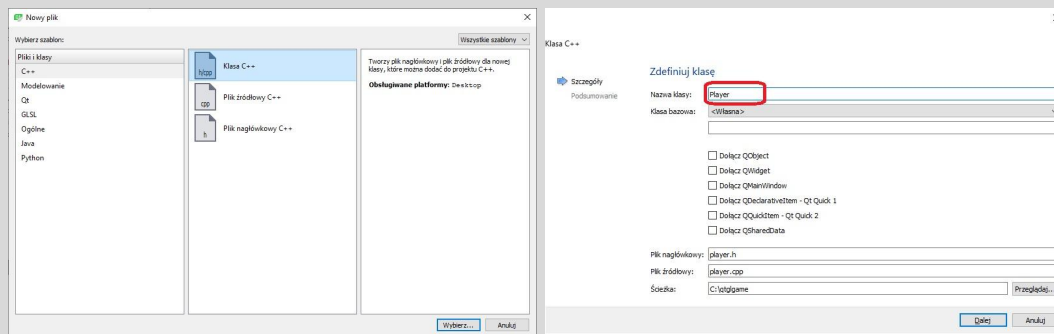 Nowy plik
Wybierz szablon:
Wszystkie szablony
Pliki i klasy
C++
Modelowanie
Qt
GLSL
Ogólne
Java
Python
h/cpp
Klasa C++
cpp
Plik źródłowy C++
h
Plik nagłówkowy C++
Tworzy plik nagłówkowy i plik źródłowy dla nowej
klasy, które można dodać do projektu C++.
Obsługiwane platformy: Desktop
Wybierz... Anuluj
Klasa C++
Szczegóły
Podsumowanie
Zdefiniuj klasę
Nazwa klasy: Player
Klasa bazowa: <Własna>
Dołącz QObject
Dołącz QWidget
Dołącz QMainWindow
Dołącz QDeclarativeItem - Qt Quick 1
Dołącz QQuickItem - Qt Quick 2
Dołącz QSharedData
Plik nagłówkowy: player.h
Plik źródłowy: player.cpp
Ścieżka: C:\qtglgame Przeglądaj...
Dalej Anuluj